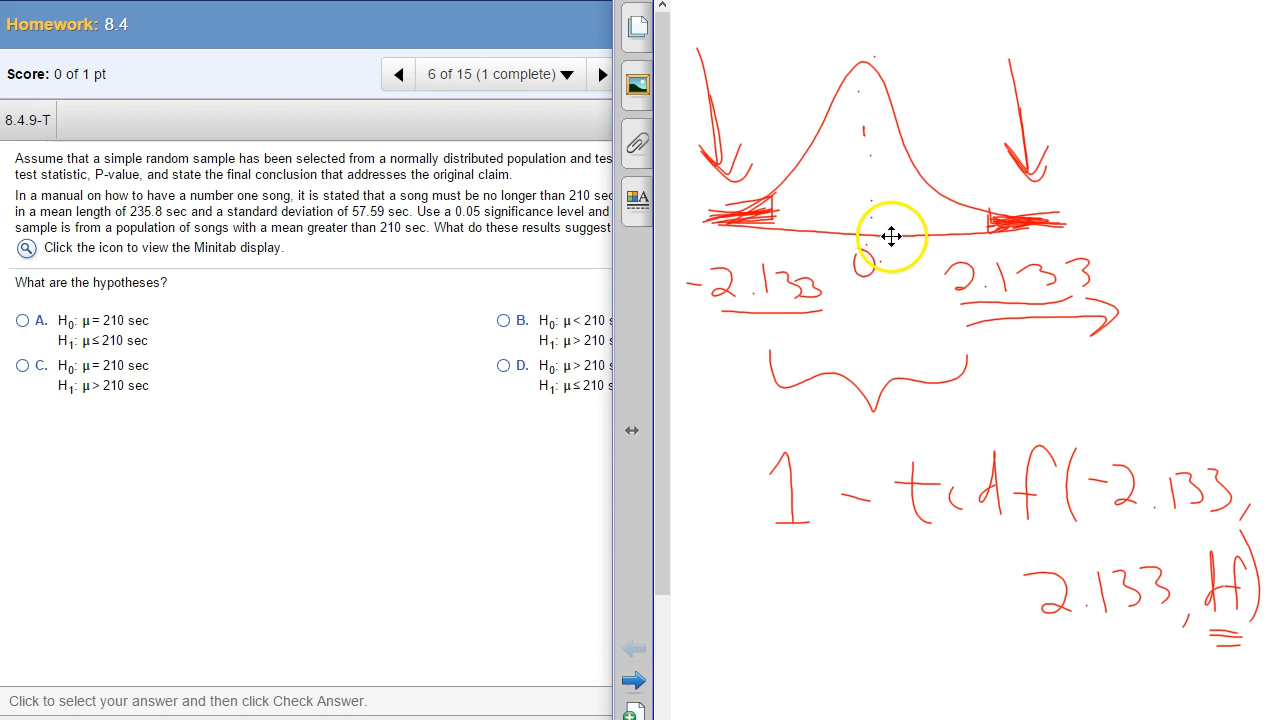 Homework: 8.4
Score: 0 of 1 pt
6 of 15 (1 complete)
8.4.9-T
Assume that a simple random sample has been selected from a normally distributed population and tes
test statistic, P-value, and state the final conclusion that addresses the original claim.
In a manual on how to have a number one song, it is stated that a song must be no longer than 210 sec
in a mean length of 235.8 sec and a standard deviation of 57.59 sec. Use a 0.05 significance level and
sample is from a population of songs with a mean greater than 210 sec. What do these results suggest
Click the icon to view the Minitab display.
What are the hypotheses?
A. H0: μ = 210 sec
H1: μ ≤ 210 sec
B. H0: μ < 210 s
H1: μ > 210 s
C. H0: μ = 210 sec
H1: μ > 210 sec
D. H0: μ > 210 s
H1: μ ≤ 210 s
Click to select your answer and then click Check Answer.
-2.133 0 2.133
1 - tcdf(-2.133,
2.133, df)